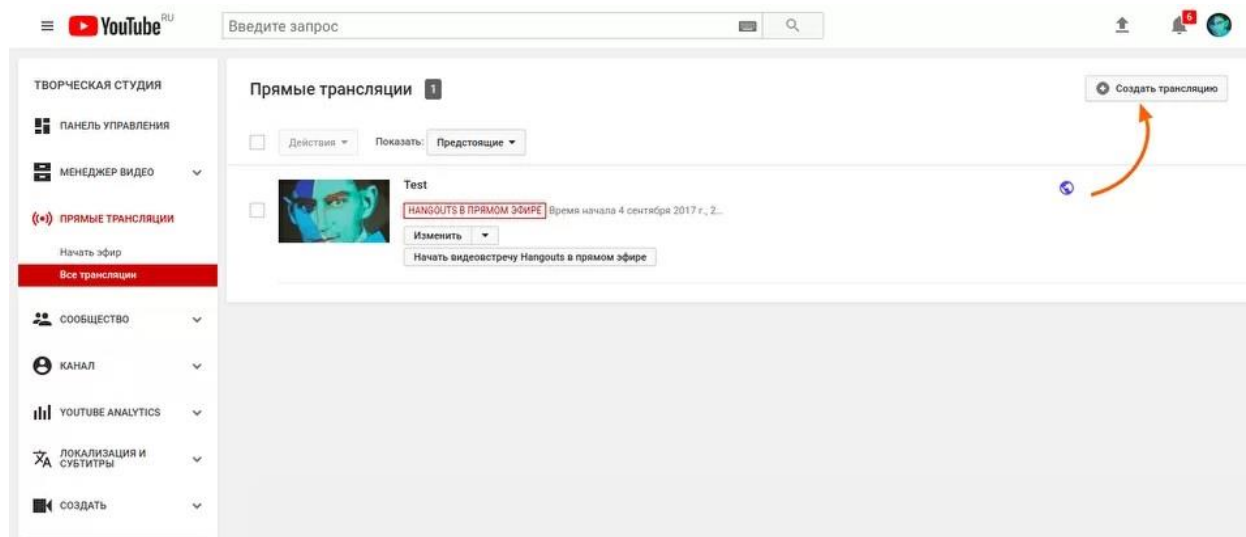 YouTube RU
Введите запрос
6
ТВОРЧЕСКАЯ СТУДИЯ
ПАНЕЛЬ УПРАВЛЕНИЯ
МЕНЕДЖЕР ВИДЕО
ПРЯМЫЕ ТРАНСЛЯЦИИ
Начать эфир
Все трансляции
СООБЩЕСТВО
КАНАЛ
YOUTUBE ANALYTICS
ЛОКАЛИЗАЦИЯ И
СУБТИТРЫ
СОЗДАТЬ
Прямые трансляции 1
Создать трансляцию
Действия
Показать: Предстоящие
Test
HANGOUTS В ПРЯМОМ ЭФИРЕ Время начала 4 сентября 2017 г., 2...
Изменить
Начать видеовстречу Hangouts в прямом эфире